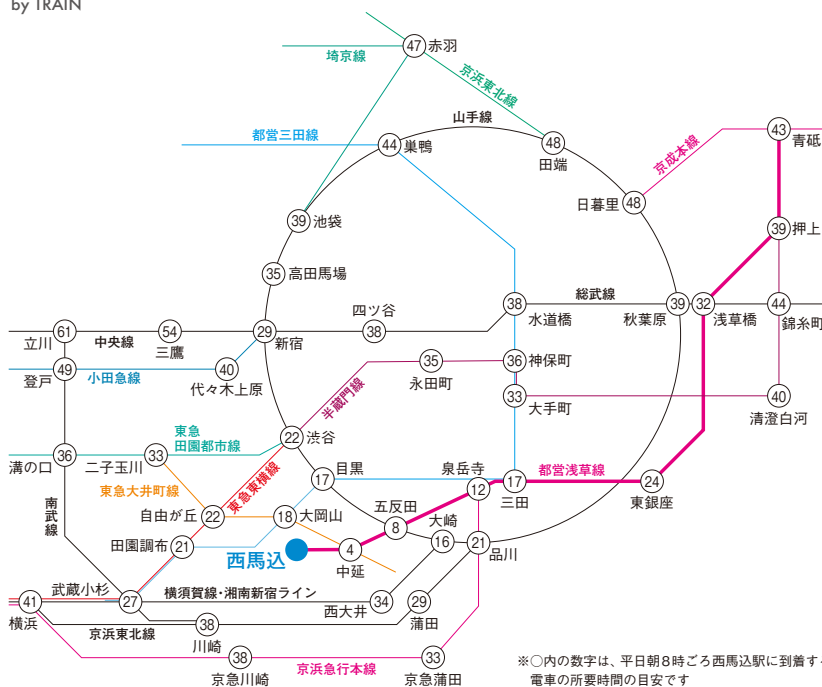 by TRAIN
47 赤羽
埼京線
京浜東北線
山手線
都営三田線
44 巣鴨
48
田端
京成本線
43
青砥
日暮里 48
39 池袋
39 押上
35 高田馬場
四ツ谷
38
総武線
61
立川
中央線
54
三鷹
29
新宿
38
水道橋
39
秋葉原
32
浅草橋
44
錦糸町
49
登戸
小田急線
40
代々木上原
35
永田町
36 神保町
半蔵門線
33
大手町
40
清澄白河
東急
田園都市線
22 渋谷
36
溝の口
33
二子玉川
目黒
17
泉岳寺
12
17
三田
都営浅草線
24
東銀座
東急大井町線
東急東横線
南武線
22
自由が丘
18 大岡山
五反田
8
大崎
16
21
品川
21
田園調布
西馬込
4
中延
武蔵小杉
27
横須賀線・湘南新宿ライン
34
西大井
29
蒲田
41
横浜
京浜東北線
38
川崎
38
京急川崎
京浜急行本線
33
京急蒲田
※○内の数字は、平日朝8時ごろ西馬込駅に到着す
電車の所要時間の目安です